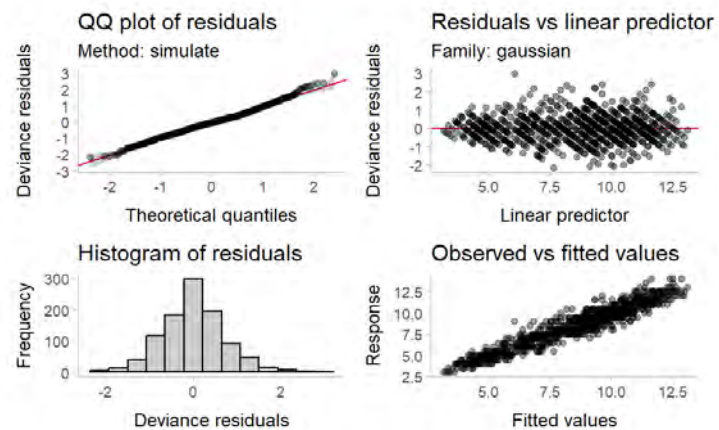 QQ plot of residuals
Method: simulate
Deviance residuals
3
2
1
0
-1
-2
-3
-2
-1
0
1
2
Theoretical quantiles
Residuals vs linear predictor
Family: gaussian
Deviance residuals
3
2
1
0
-1
-2
5.0
7.5
10.0
12.5
Linear predictor
Histogram of residuals
Frequency
300
200
100
0
-2
0
2
Deviance residuals
Observed vs fitted values
Response
12.5
10.0
7.5
5.0
2.5
5.0
7.5
10.0
12.5
Fitted values